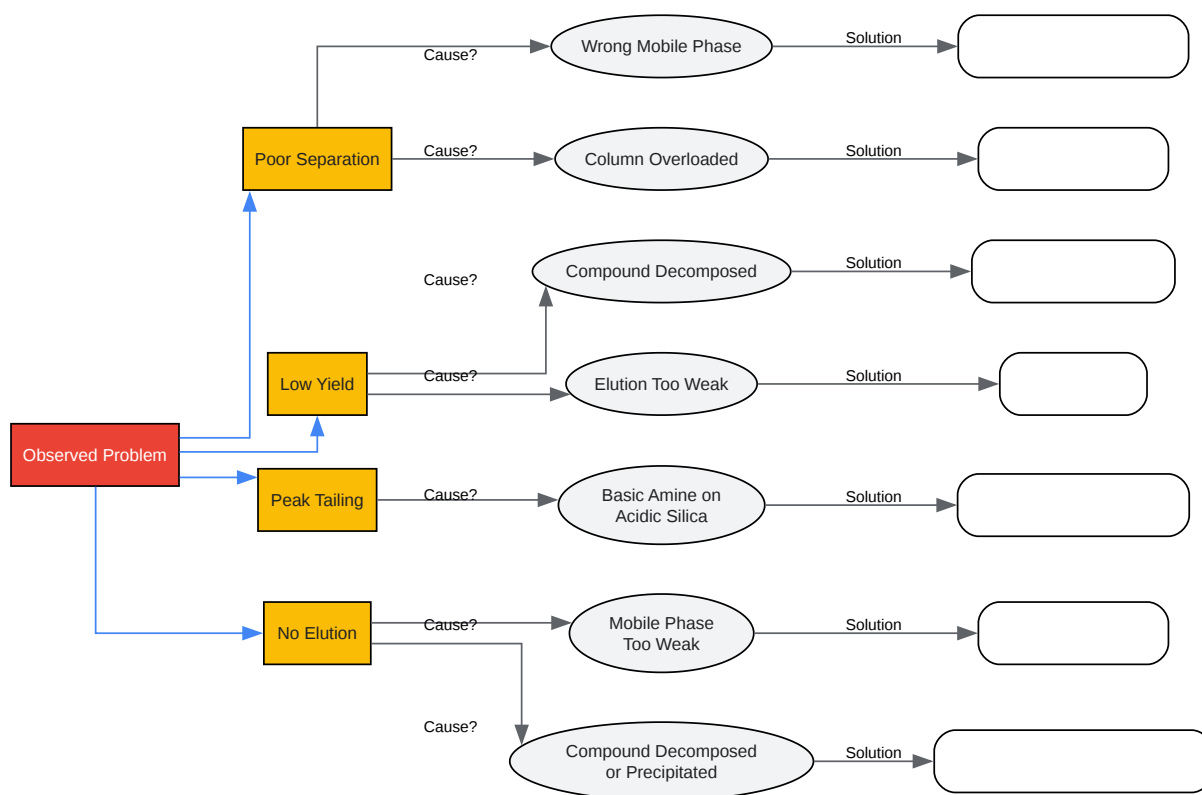 Wrong Mobile Phase
Solution
Cause?
Poor Separation
Cause?
Column Overloaded
Solution
Cause?
Compound Decomposed
Solution
Low Yield
Cause?
Elution Too Weak
Solution
Observed Problem
Peak Tailing
Cause?
Basic Amine on
Acidic Silica
Solution
No Elution
Cause?
Mobile Phase
Too Weak
Solution
Cause?
Compound Decomposed
or Precipitated
Solution